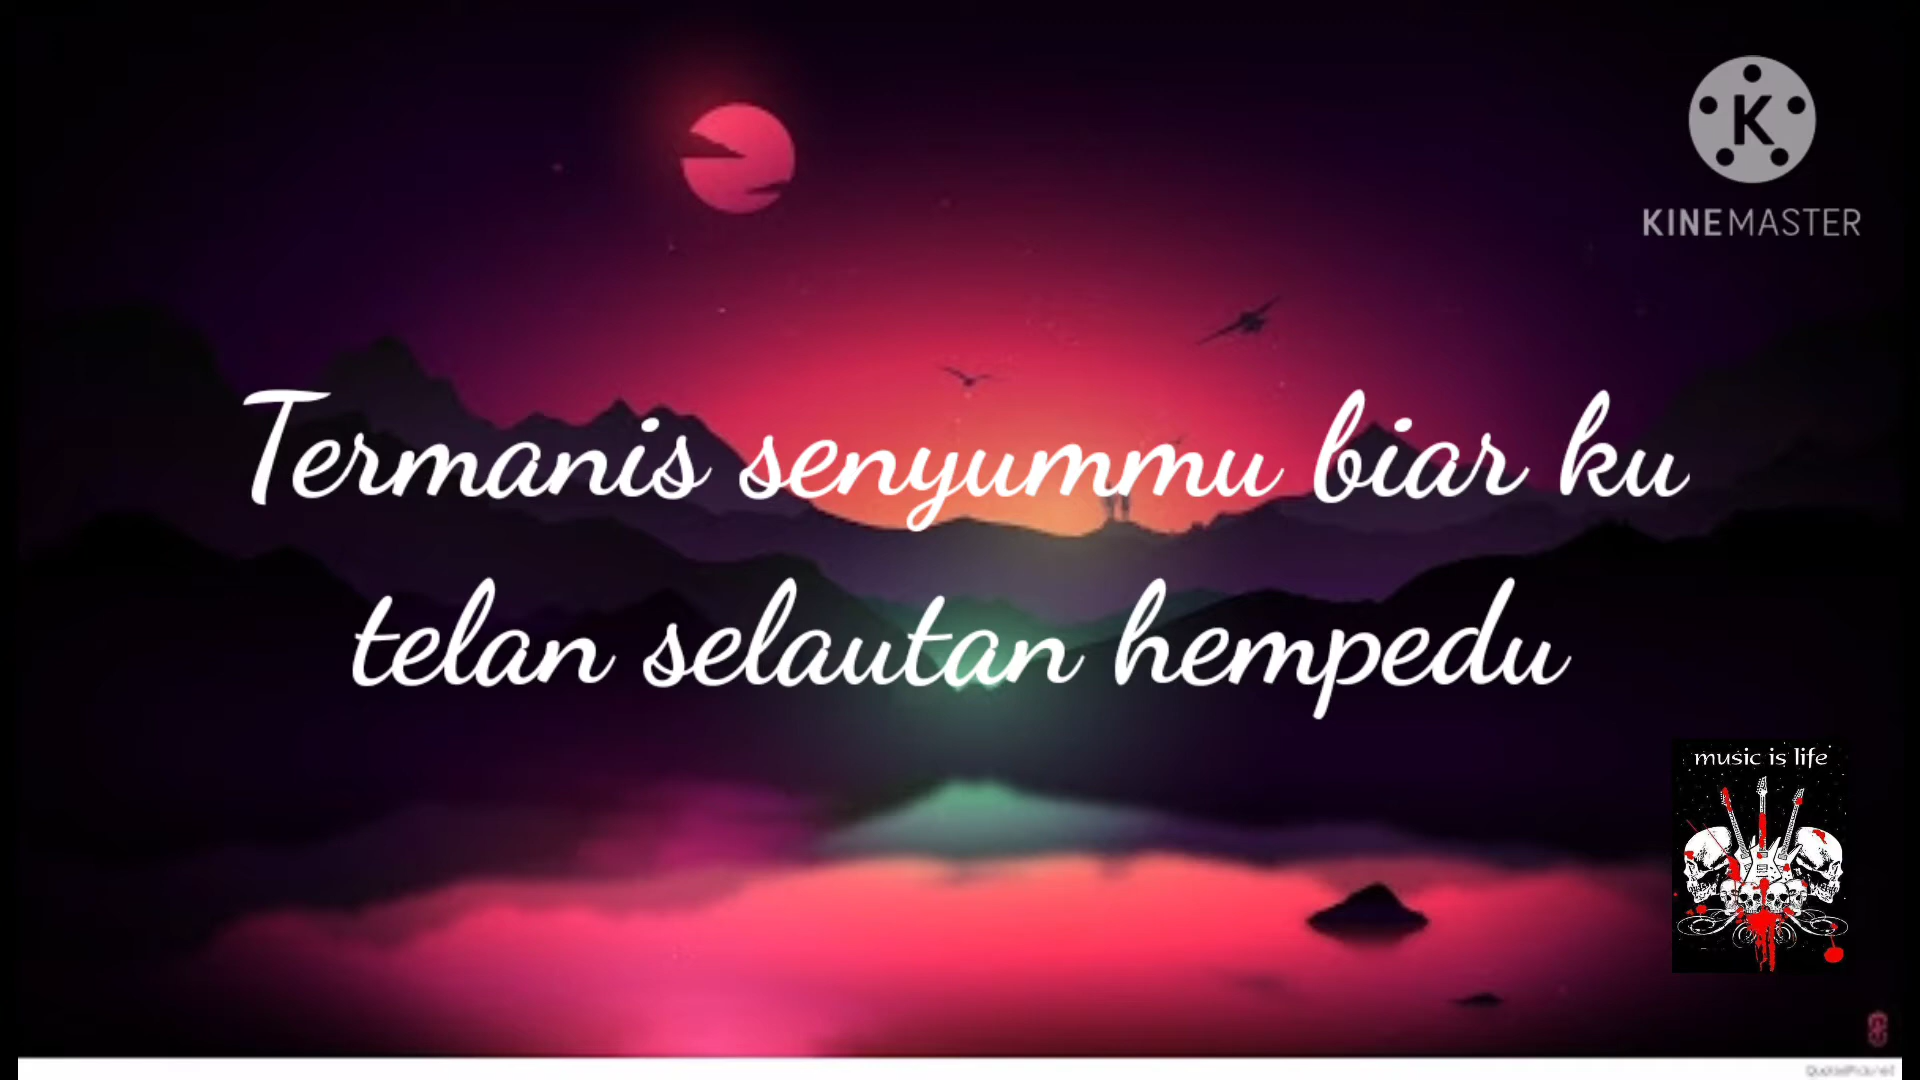 KINEMASTER
Termanis senyummu biar ku
telan selautan hempedu
music is life